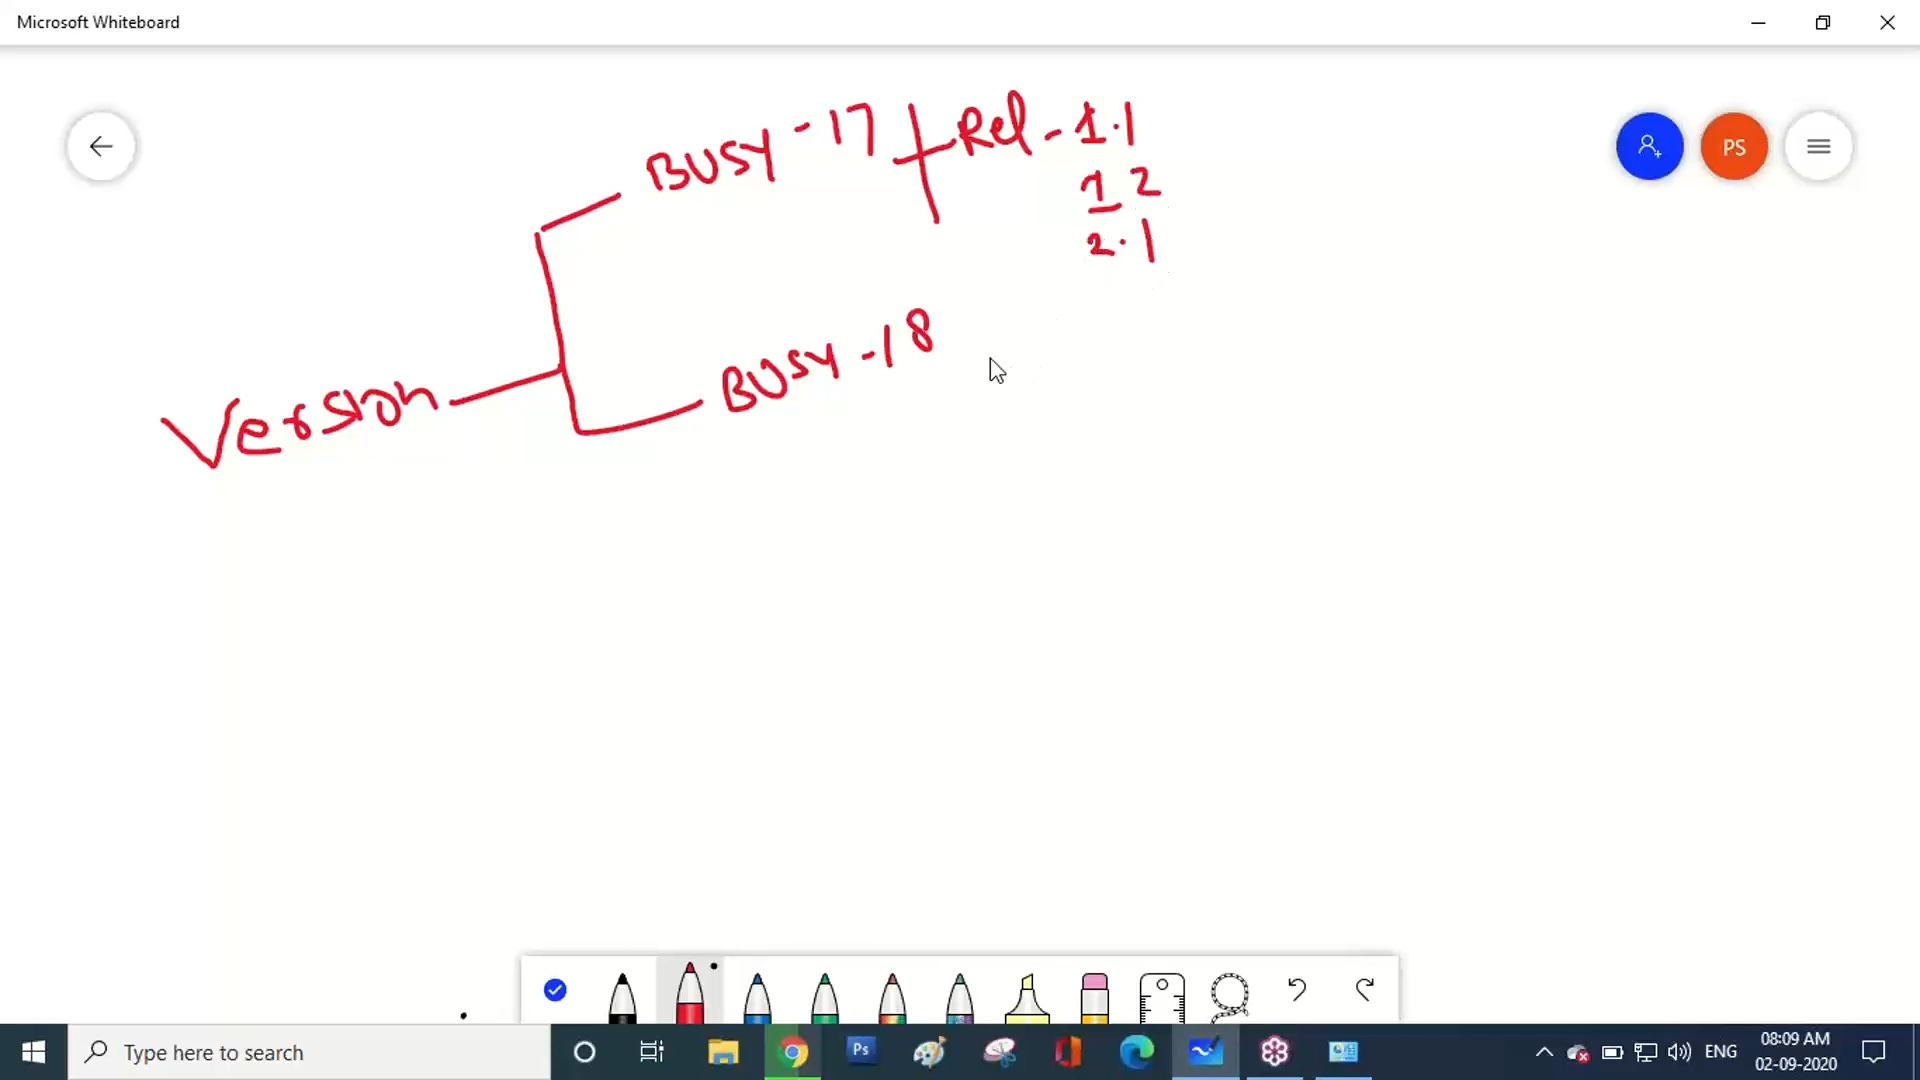 Microsoft Whiteboard
BUSY - 17 Rel - 1.1
1 2
2.1
PS
BUSY - 18
Version
Type here to search
Ps
ENG
08:09 AM
02-09-2020